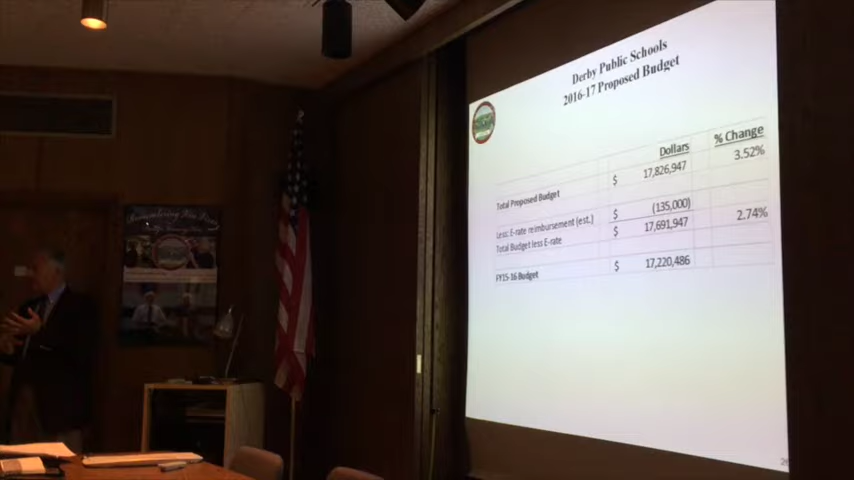 Derby Public Schools
2016-17 Proposed Budget
Dollars % Change
Total Proposed Budget $ 17,826,947 3.52%
Less: E-rate reimbursement (est.) $ (135,000)
Total Budget less E-rate $ 17,691,947 2.74%
FY15-16 Budget $ 17,220,486